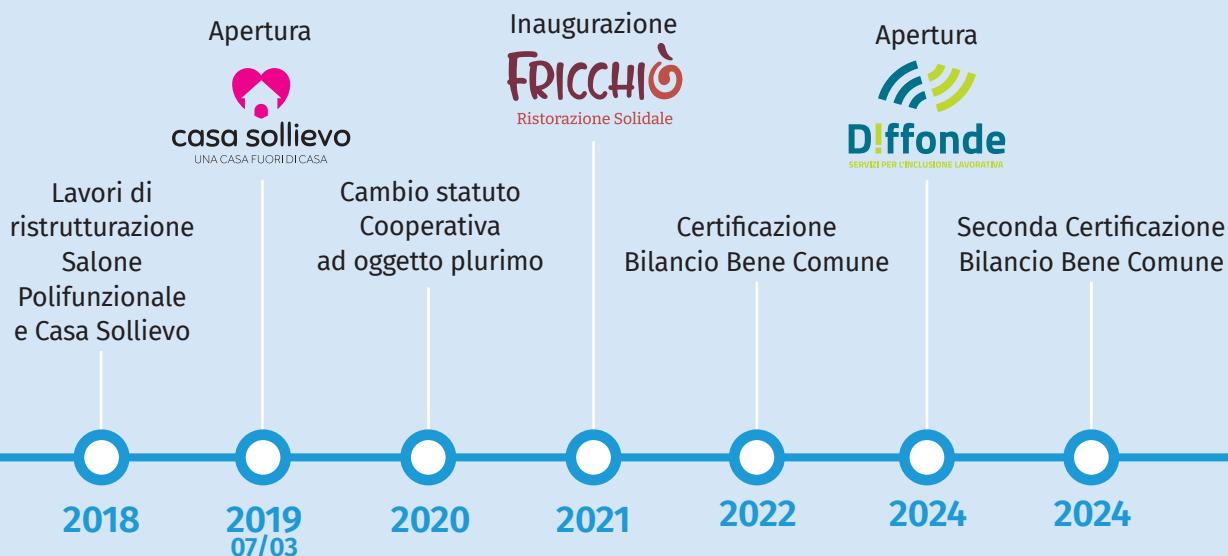 Lavori di
ristrutturazione
Salone
Polifunzionale
e Casa Sollievo
2018
Apertura
casa sollievo
UNA CASA FUORI DI CASA
2019
07/03
Cambio statuto
Cooperativa
ad oggetto plurimo
2020
Inaugurazione
FRICCHIÒ
Ristorazione Solidale
2021
Certificazione
Bilancio Bene Comune
2022
Apertura
D!ffonde
SERVIZI PER L'INCLUSIONE LAVORATIVA
2024
Seconda Certificazione
Bilancio Bene Comune
2024